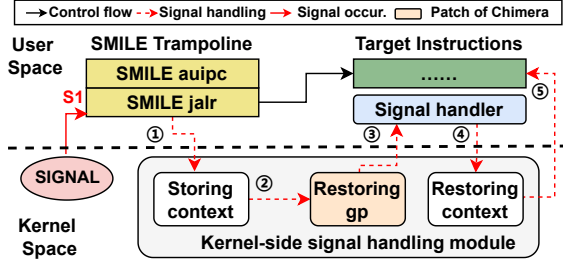 Control flow
Signal handling
Signal occur.
Patch of Chimera
User
Space
SMILE Trampoline
Target Instructions
SMILE auipc
SMILE jalr
......
Signal handler
S1
①
②
③
④
⑤
SIGNAL
Storing
context
Restoring
gp
Restoring
context
Kernel
Space
Kernel-side signal handling module